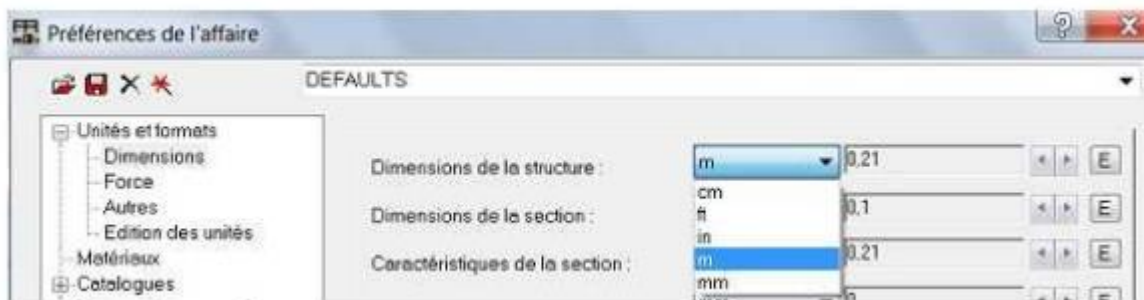 Préférences de l'affaire
DEFAULTS
Unités et formats
Dimensions
Force
Autres
Edition des unités
Matériaux
Catalogues
Dimensions de la structure : m 0,21 E
cm
Dimensions de la section : ft 0,1 E
in
Caractéristiques de la section : m 0,21 E
mm